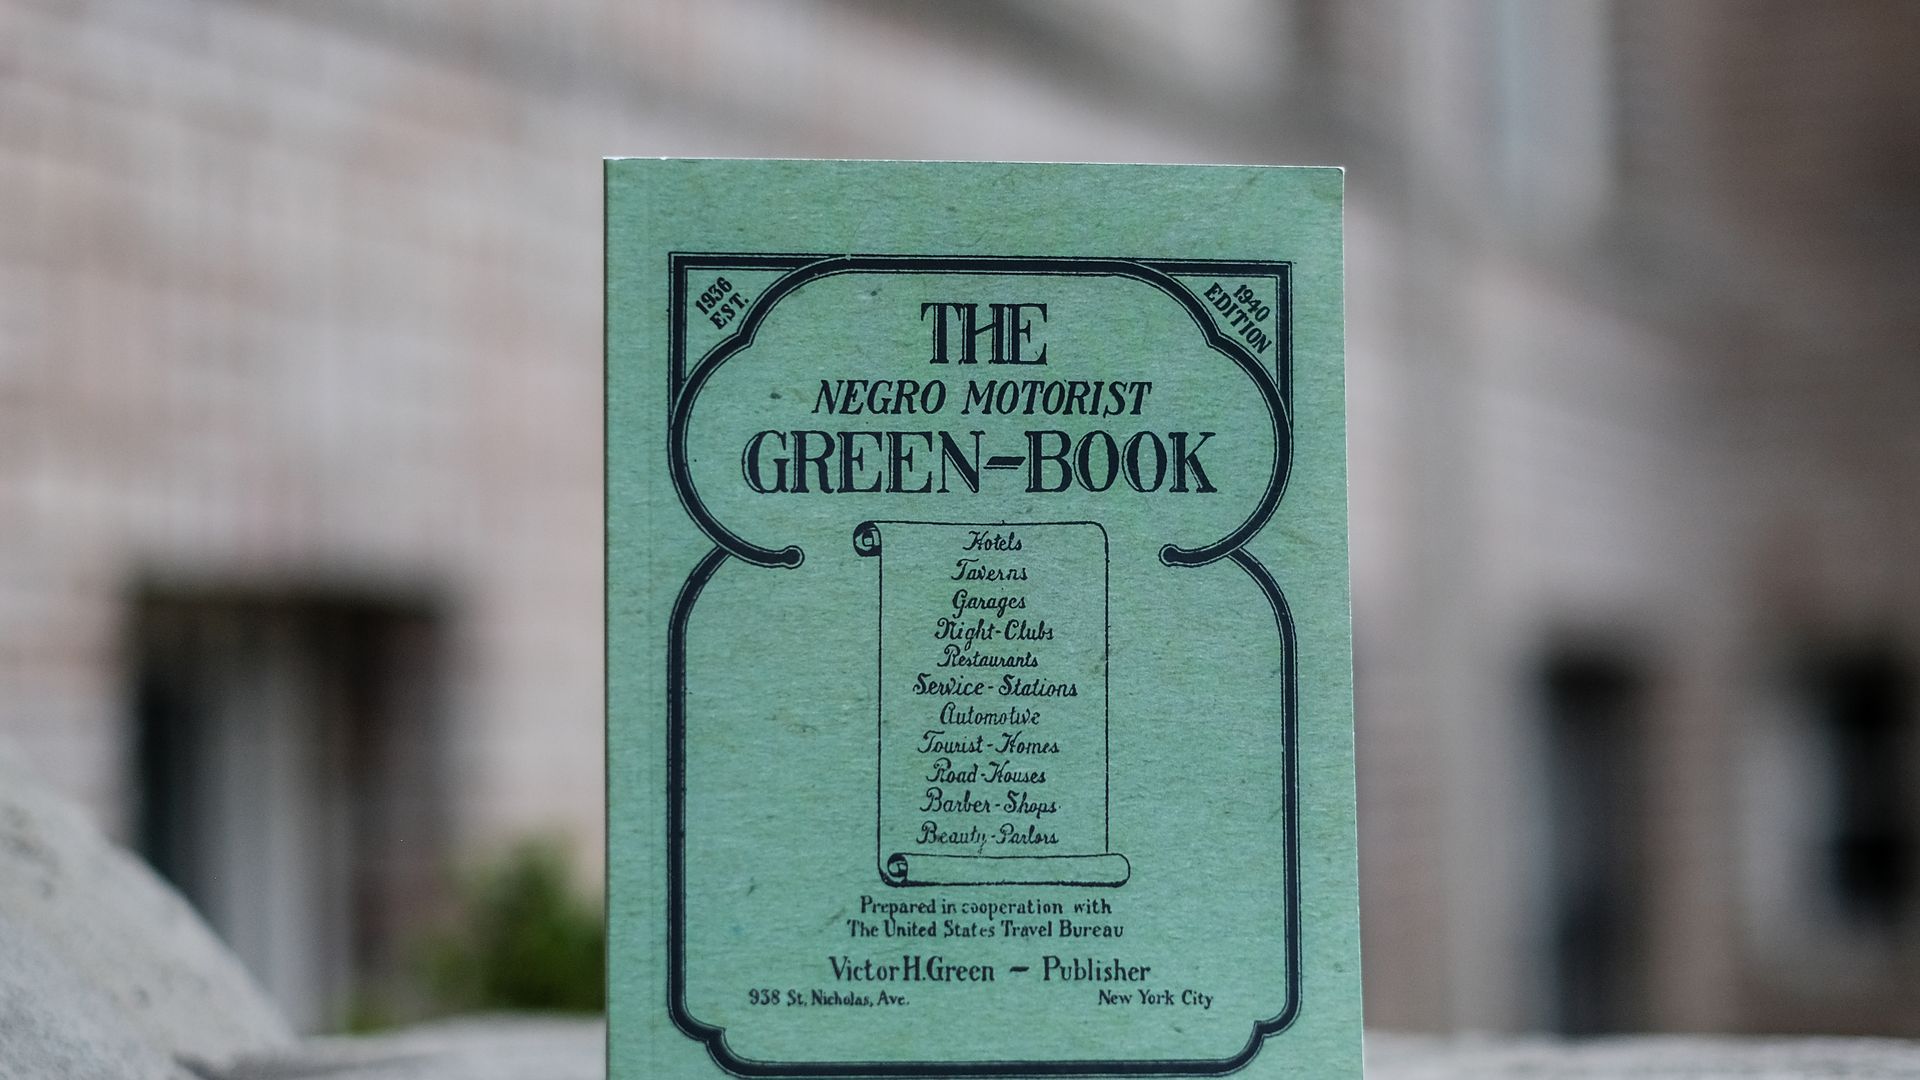 1936
EST.
1940
EDITION
THE
NEGRO MOTORIST
GREEN-BOOK
Hotels
Taverns
Garages
Night-Clubs
Restaurants
Service-Stations
Automotive
Tourist-Homes
Road-Houses
Barber-Shops
Beauty-Parlors
Prepared in cooperation with
The United States Travel Bureau
Victor H. Green — Publisher
938 St. Nicholas, Ave. New York City